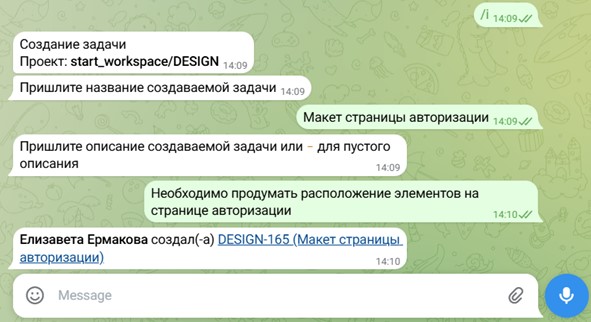 /i 14:09
Создание задачи
Проект: start_workspace/DESIGN 14:09
Пришлите название создаваемой задачи 14:09
Макет страницы авторизации 14:09
Пришлите описание создаваемой задачи или - для пустого
описания 14:09
Необходимо продумать расположение элементов на
странице авторизации 14:10
Елизавета Ермакова создал(-а) DESIGN-165 (Макет страницы
авторизации) 14:10
Message